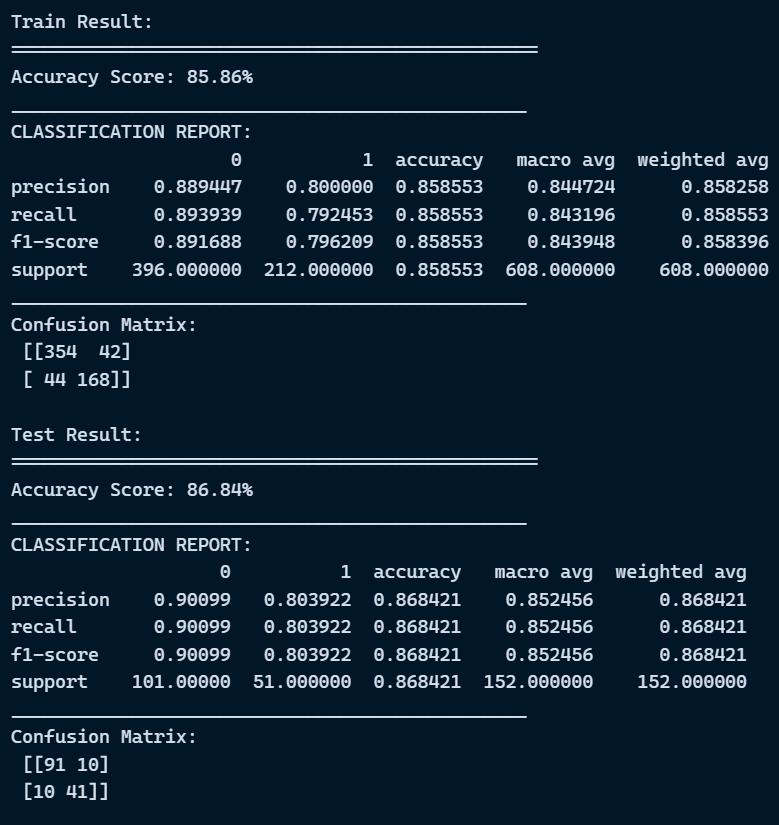 Train Result:
================================================
Accuracy Score: 85.86%
_______________________________________________
CLASSIFICATION REPORT:
                    0           1  accuracy   macro avg  weighted avg
precision    0.889447    0.800000  0.858553    0.844724      0.858258
recall       0.893939    0.792453  0.858553    0.843196      0.858553
f1-score     0.891688    0.796209  0.858553    0.843948      0.858396
support    396.000000  212.000000  0.858553  608.000000    608.000000
_______________________________________________
Confusion Matrix:
 [[354  42]
 [ 44 168]]

Test Result:
================================================
Accuracy Score: 86.84%
_______________________________________________
CLASSIFICATION REPORT:
                   0          1  accuracy   macro avg  weighted avg
precision    0.90099   0.803922  0.868421    0.852456      0.868421
recall       0.90099   0.803922  0.868421    0.852456      0.868421
f1-score     0.90099   0.803922  0.868421    0.852456      0.868421
support    101.00000  51.000000  0.868421  152.000000    152.000000
_______________________________________________
Confusion Matrix:
 [[91 10]
 [10 41]]